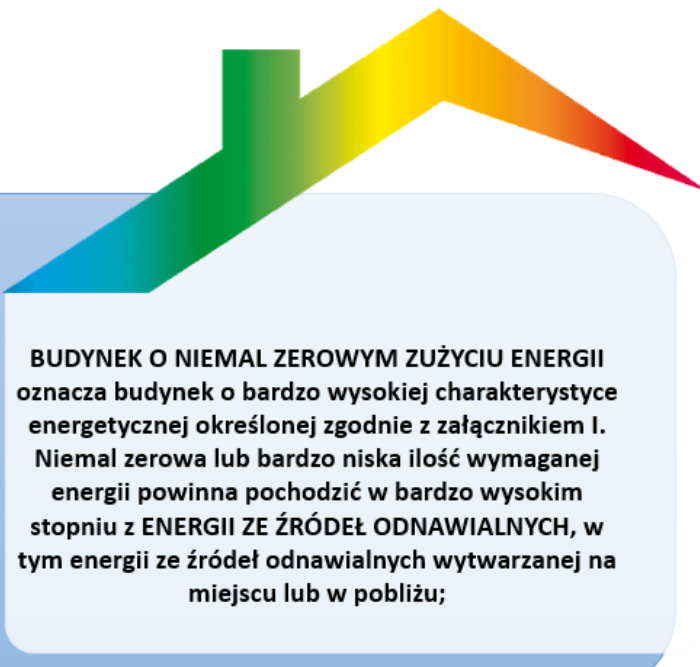 BUDYNEK O NIEMAL ZEROWYM ZUŻYCIU ENERGII
oznacza budynek o bardzo wysokiej charakterystyce
energetycznej określonej zgodnie z załącznikiem I.
Niemal zerowa lub bardzo niska ilość wymaganej
energii powinna pochodzić w bardzo wysokim
stopniu z ENERGII ZE ŹRÓDEŁ ODNAWIALNYCH, w
tym energii ze źródeł odnawialnych wytwarzanej na
miejscu lub w pobliżu;